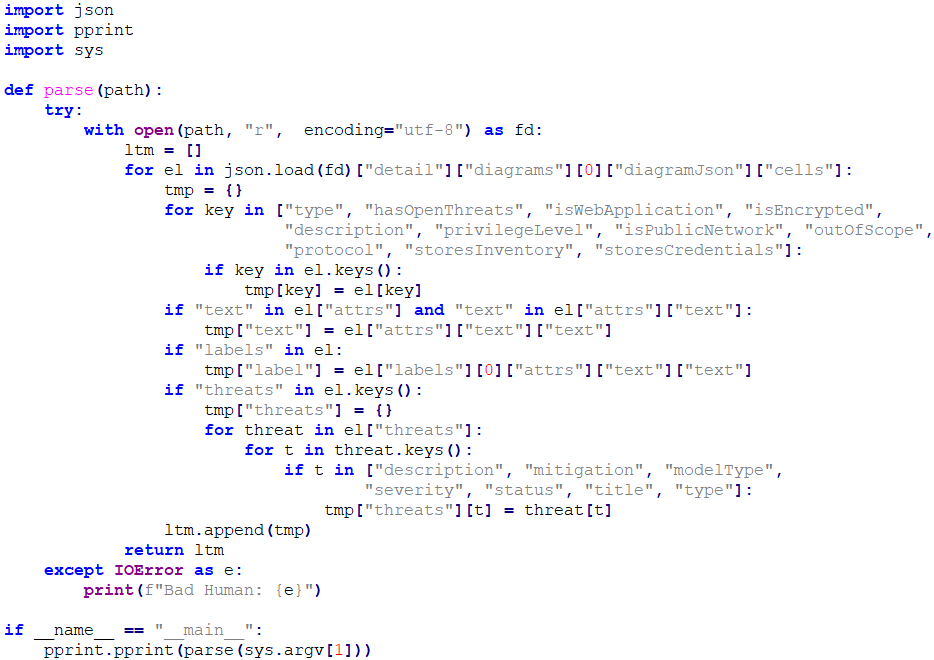 import json
import pprint
import sys

def parse(path):
    try:
        with open(path, "r",  encoding="utf-8") as fd:
            ltm = []
            for el in json.load(fd)["detail"]["diagrams"][0]["diagramJson"]["cells"]:
                tmp = {}
                for key in ["type", "hasOpenThreats", "isWebApplication", "isEncrypted",
                            "description", "privilegeLevel", "isPublicNetwork", "outOfScope",
                            "protocol", "storesInventory", "storesCredentials"]:
                    if key in el.keys():
                        tmp[key] = el[key]
                if "text" in el["attrs"] and "text" in el["attrs"]["text"]:
                    tmp["text"] = el["attrs"]["text"]["text"]
                if "labels" in el:
                    tmp["label"] = el["labels"][0]["attrs"]["text"]["text"]
                if "threats" in el.keys():
                    tmp["threats"] = {}
                    for threat in el["threats"]:
                        for t in threat.keys():
                            if t in ["description", "mitigation", "modelType",
                                    "severity", "status", "title", "type"]:
                                tmp["threats"][t] = threat[t]
                ltm.append(tmp)
            return ltm
    except IOError as e:
        print(f"Bad Human: {e}")

if __name__ == "__main__":
    pprint.pprint(parse(sys.argv[1]))